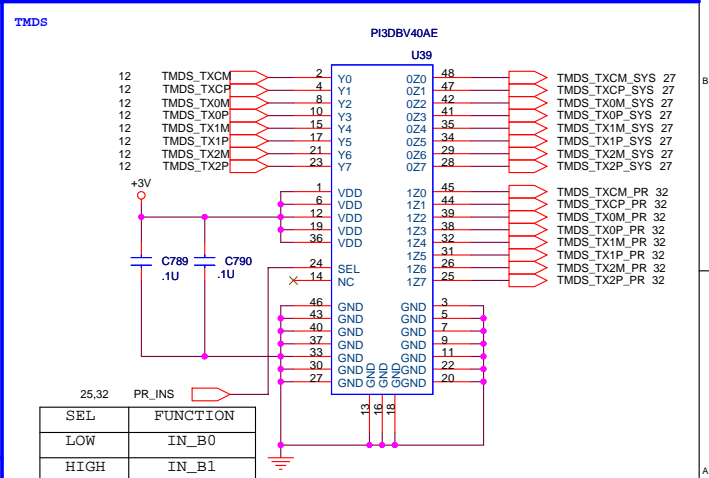 TMDS
PI3DBV40AE
U39
12 TMDS_TXCM 2 Y0 0Z0 48 TMDS_TXCM_SYS 27
12 TMDS_TXCP 4 Y1 0Z1 47 TMDS_TXCP_SYS 27
12 TMDS_TX0M 8 Y2 0Z2 42 TMDS_TX0M_SYS 27
12 TMDS_TX0P 10 Y3 0Z3 41 TMDS_TX0P_SYS 27
12 TMDS_TX1M 15 Y4 0Z4 35 TMDS_TX1M_SYS 27
12 TMDS_TX1P 17 Y5 0Z5 34 TMDS_TX1P_SYS 27
12 TMDS_TX2M 21 Y6 0Z6 29 TMDS_TX2M_SYS 27
12 TMDS_TX2P 23 Y7 0Z7 28 TMDS_TX2P_SYS 27
B
+3V
1 VDD 1Z0 45 TMDS_TXCM_PR 32
6 VDD 1Z1 44 TMDS_TXCP_PR 32
12 VDD 1Z2 39 TMDS_TX0M_PR 32
19 VDD 1Z3 38 TMDS_TX0P_PR 32
36 VDD 1Z4 32 TMDS_TX1M_PR 32
1Z5 31 TMDS_TX1P_PR 32
24 SEL 1Z6 26 TMDS_TX2M_PR 32
14 NC 1Z7 25 TMDS_TX2P_PR 32
C789
.1U
C790
.1U
46 GND GND 3
43 GND GND 5
40 GND GND 7
37 GND GND 9
33 GND GND 11
30 GND GND 22
27 GND GND 20
GND GND GND
13 16 18
25,32 PR_INS
SEL FUNCTION
LOW IN_B0
HIGH IN_B1
A